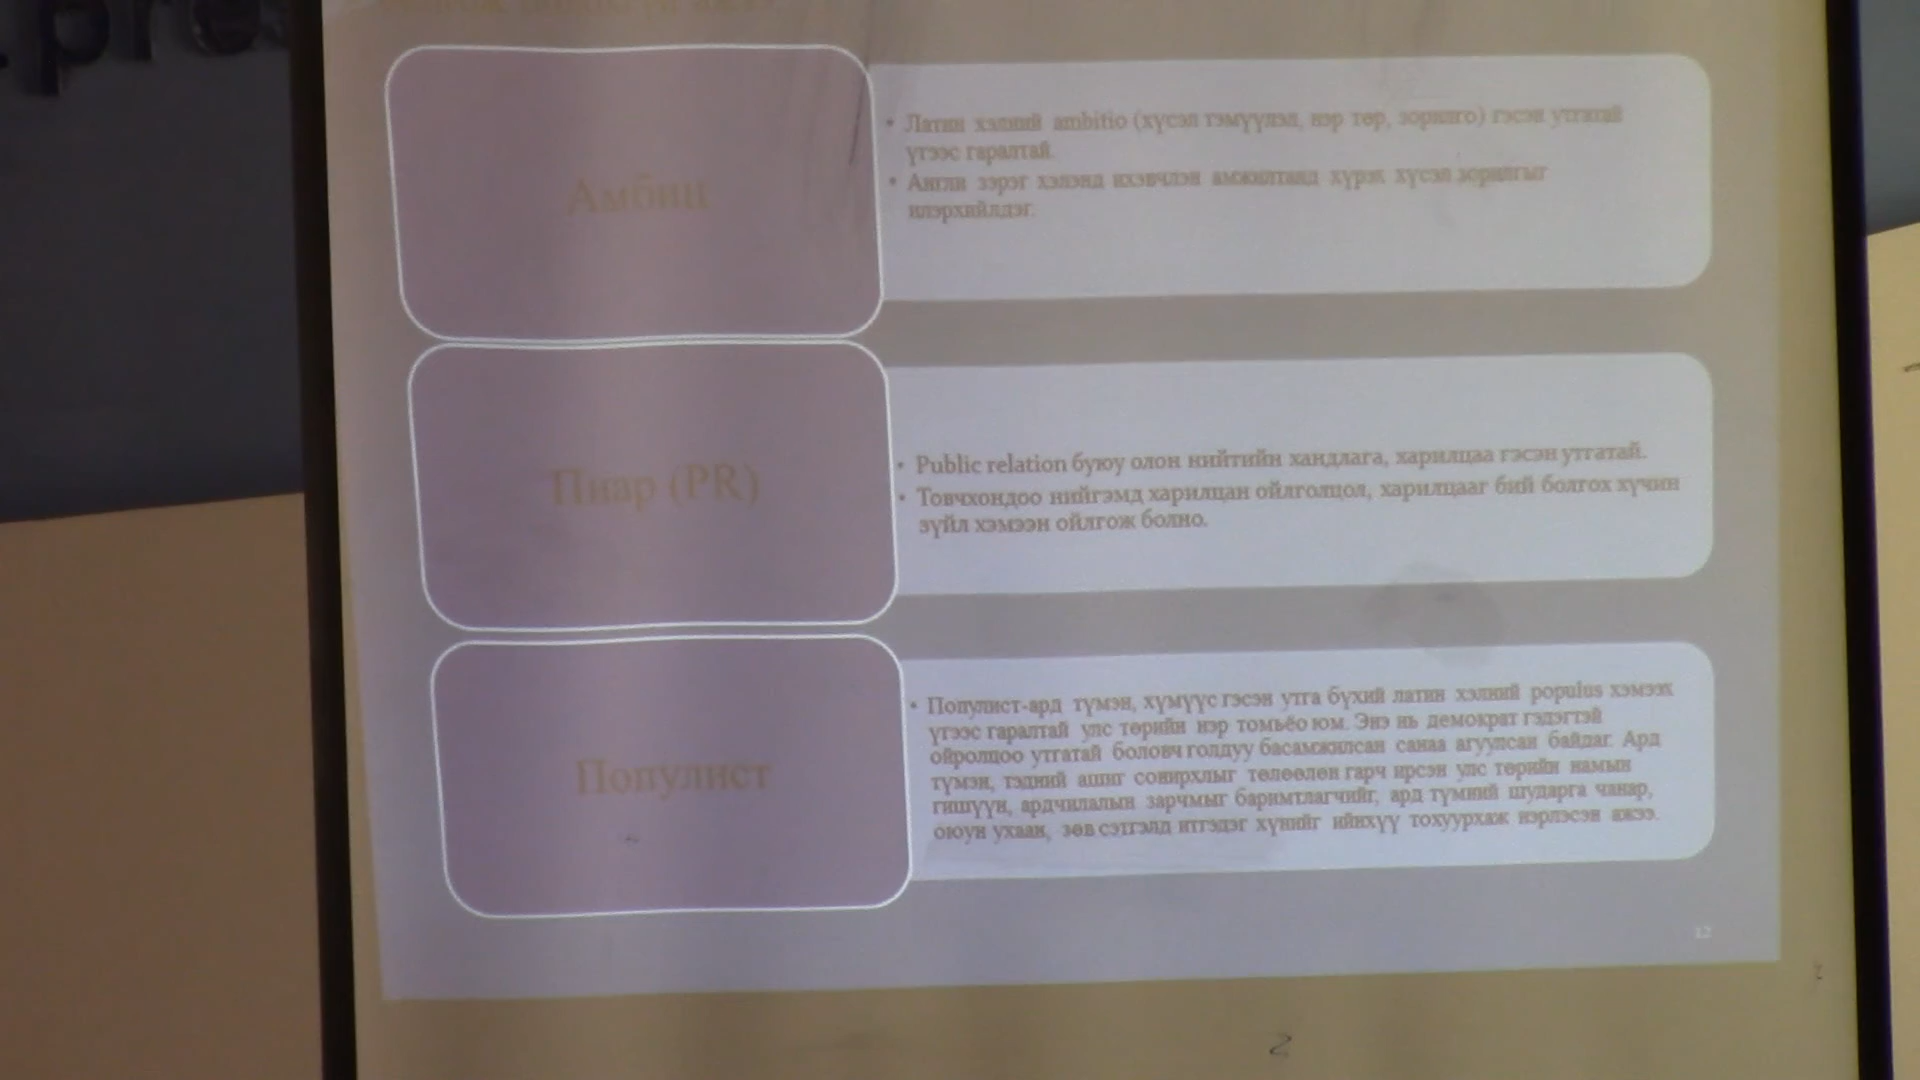 .pre
Амбиц
• Латин хэлний ambitio (хүсэл тэмүүлэл, нэр төр, зорилго) гэсэн утгатай
үгээс гаралтай.
• Англи зэрэг хэлэнд ихэвчлэн амжилтанд хүрэх хүсэл зорилгыг
илэрхийлдэг.
Пиар (PR)
• Public relation буюу олон нийтийн хандлага, харилцаа гэсэн утгатай.
• Товчхондоо нийгэмд харилцан ойлголцол, харилцааг бий болгох хүчин
зүйл хэмээн ойлгож болно.
Популист
• Популист-ард түмэн, хүмүүс гэсэн утга бүхий латин хэлний populus хэмээх
үгээс гаралтай улс төрийн нэр томьёо юм. Энэ нь демократ гэдэгтэй
ойролцоо утгатай боловч голдуу басамжилсан санаа агуулсан байдаг. Ард
түмэн, тэдний ашиг сонирхлыг төлөөлөн гарч ирсэн улс төрийн намын
гишүүн, ардчилалын зарчмыг баримтлагчийг, ард түмний шударга чанар,
оюун ухаан, зөв сэтгэлд итгэдэг хүнийг ийнхүү тохуурхаж нэрлэсэн ажээ.
12
2